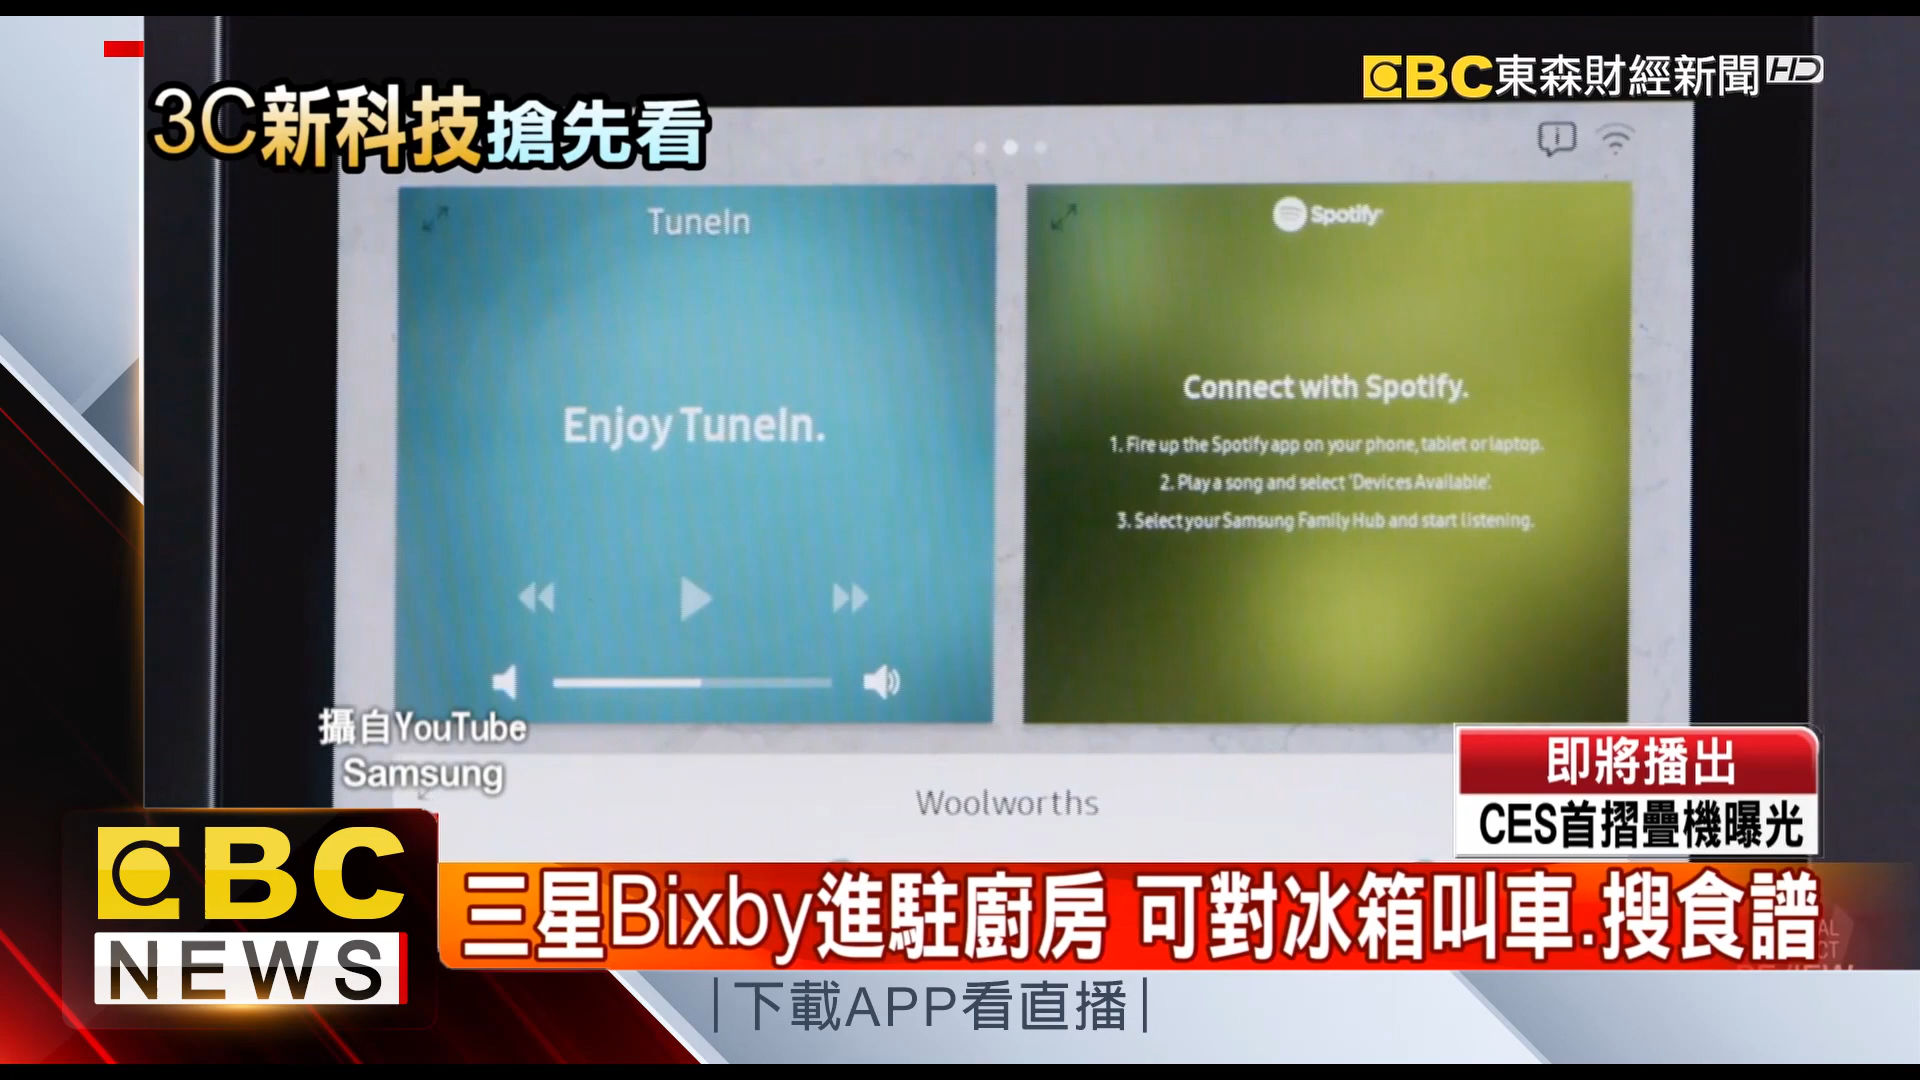 EBC東森財經新聞HD
3C新科技搶先看
TuneIn
Enjoy TuneIn.
Spotify
Connect with Spotify.
1. Fire up the Spotify app on your phone, tablet or laptop.
2. Play a song and select 'Devices Available'.
3. Select your Samsung Family Hub and start listening.
攝自YouTube
Samsung
Woolworths
即將播出
CES首摺疊機曝光
EBC
NEWS
三星Bixby進駐廚房 可對冰箱叫車.搜食譜
|下載APP看直播|